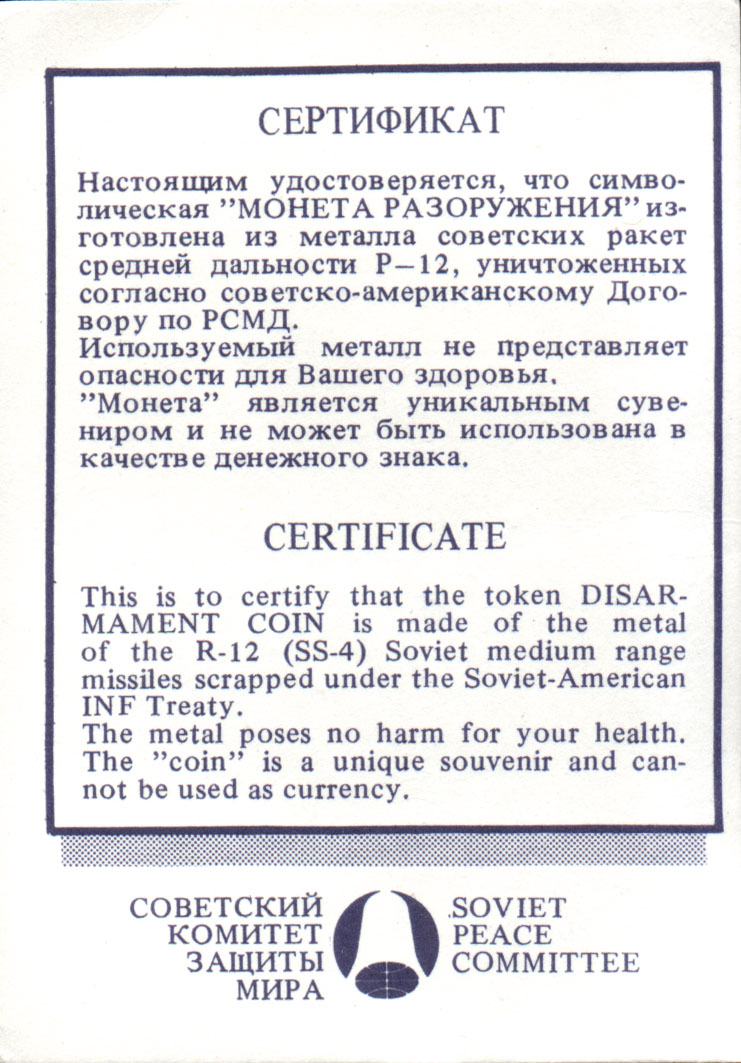 СЕРТИФИКАТ
Настоящим удостоверяется, что симво-
лическая "МОНЕТА РАЗОРУЖЕНИЯ" из-
готовлена из металла советских ракет
средней дальности Р—12, уничтоженных
согласно советско-американскому Дого-
вору по РСМД.
Используемый металл не представляет
опасности для Вашего здоровья.
"Монета" является уникальным суве-
ниром и не может быть использована в
качестве денежного знака.
CERTIFICATE
This is to certify that the token DISAR-
MAMENT COIN is made of the metal
of the R-12 (SS-4) Soviet medium range
missiles scrapped under the Soviet-American
INF Treaty.
The metal poses no harm for your health.
The "coin" is a unique souvenir and can-
not be used as currency.
СОВЕТСКИЙ
КОМИТЕТ
ЗАЩИТЫ
МИРА
SOVIET
PEACE
COMMITTEE